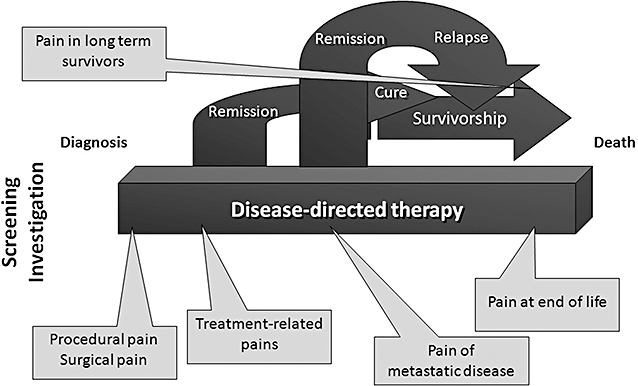 Remission
Relapse
Pain in long term
survivors
Cure
Remission
Survivorship
Diagnosis
Death
Screening
Investigation
Disease-directed therapy
Procedural pain
Surgical pain
Treatment-related
pains
Pain of
metastatic disease
Pain at end of life